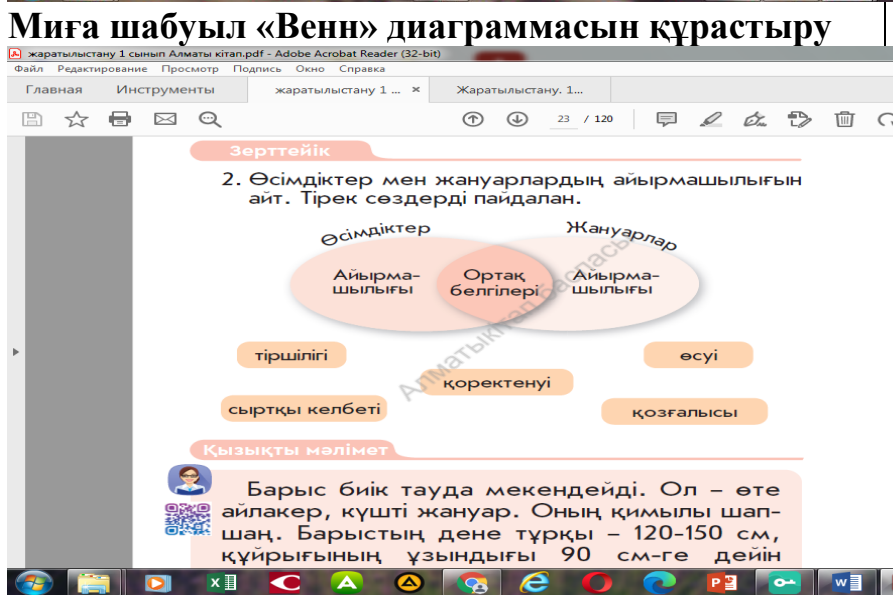 Миға шабуыл «Венн» диаграммасын құрастыру
жаратылыстану 1 сынып Алматы кітап.pdf - Adobe Acrobat Reader (32-bit)
Файл Редактирование Просмотр Подпись Окно Справка
Главная Инструменты жаратылыстану 1 ... × Жаратылыстану. 1...
23 / 120
Зерттейік
2. Өсімдіктер мен жануарлардың айырмашылығын
айт. Тірек сөздерді пайдалан.
Өсімдіктер Жануарлар
Айырма- Ортақ Айырма-
шылығы белгілері шылығы
Алматыкітап баспасы
тіршілігі өсуі
қоректенуі
сыртқы келбеті қозғалысы
Қызықты мәлімет
Барыс биік тауда мекендейді. Ол – өте
айлакер, күшті жануар. Оның қимылы шап-
шаң. Барыстың дене тұрқы – 120-150 см,
құйрығының ұзындығы 90 см-ге дейін